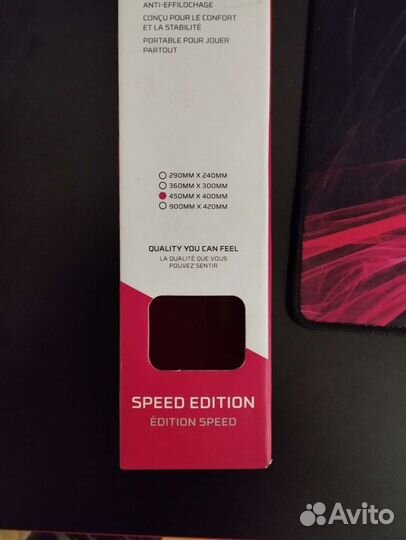 ANTI-EFFILOCHAGE
CONÇU POUR LE CONFORT
ET LA STABILITÉ
PORTABLE POUR JOUER
PARTOUT
290MM X 240MM
360MM X 300MM
450MM X 400MM
900MM X 420MM
QUALITY YOU CAN FEEL
LA QUALITÉ QUE VOUS
POUVEZ SENTIR
SPEED EDITION
ÉDITION SPEED
Avito